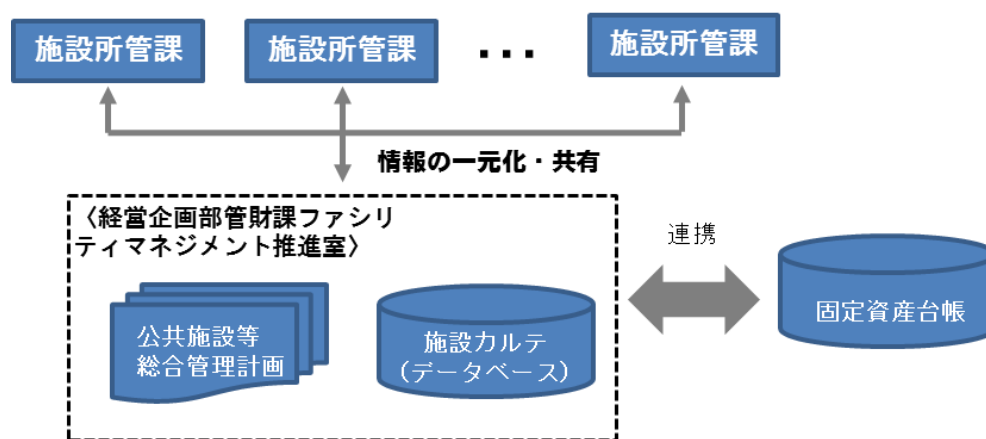 施設所管課
施設所管課
・・・
施設所管課
情報の一元化・共有
〈経営企画部管財課ファシリ
ティマネジメント推進室〉
連携
公共施設等
総合管理計画
施設カルテ
(データベース)
固定資産台帳